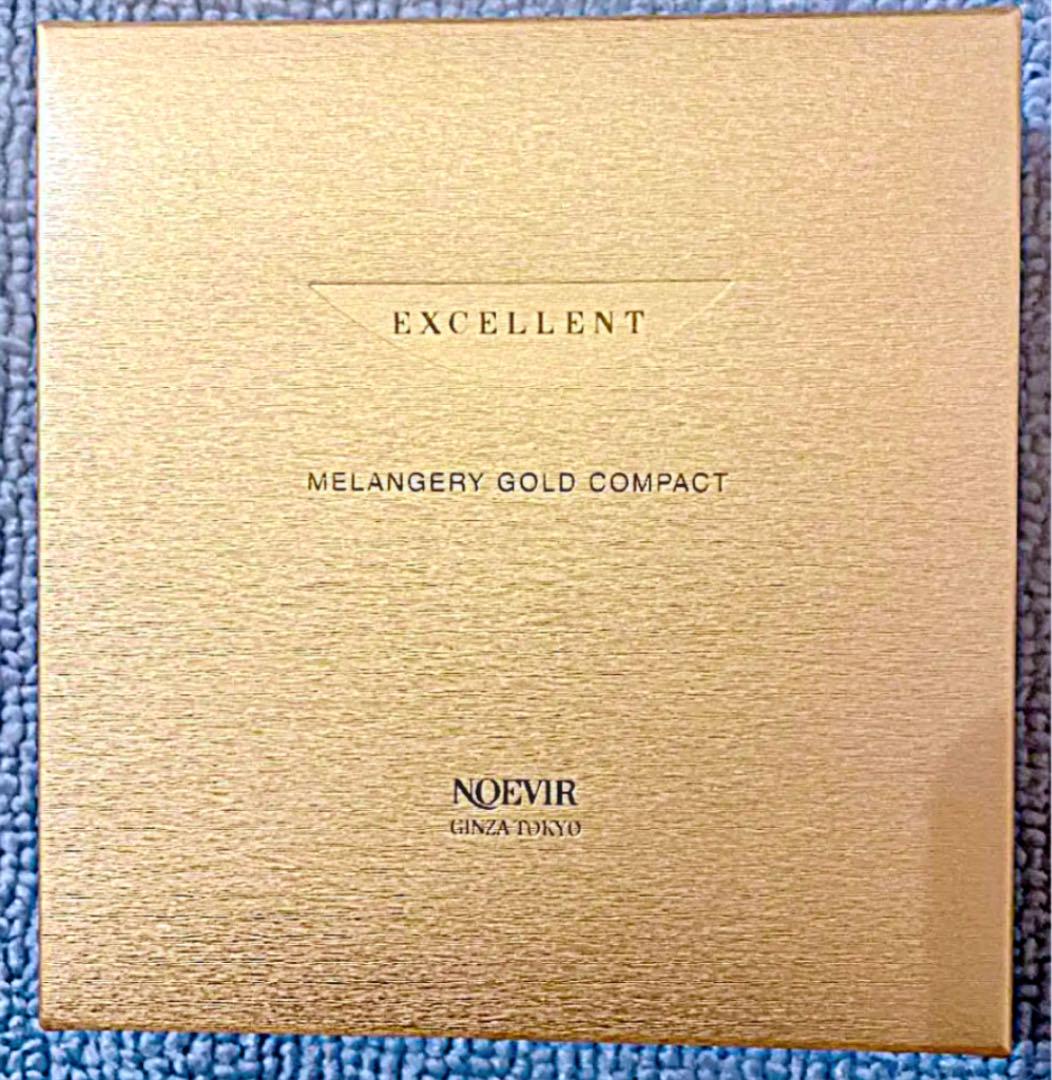 EXCELLENT
MELANGERY GOLD COMPACT
NOEVIR
GINZA TOKYO